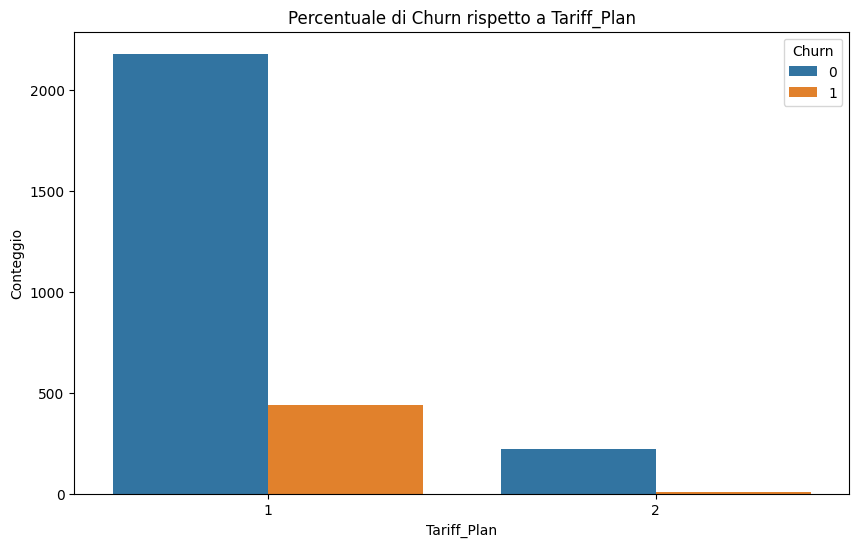 Percentuale di Churn rispetto a Tariff_Plan
Churn
0
1
2000
1500
1000
500
0
Conteggio
1
2
Tariff_Plan